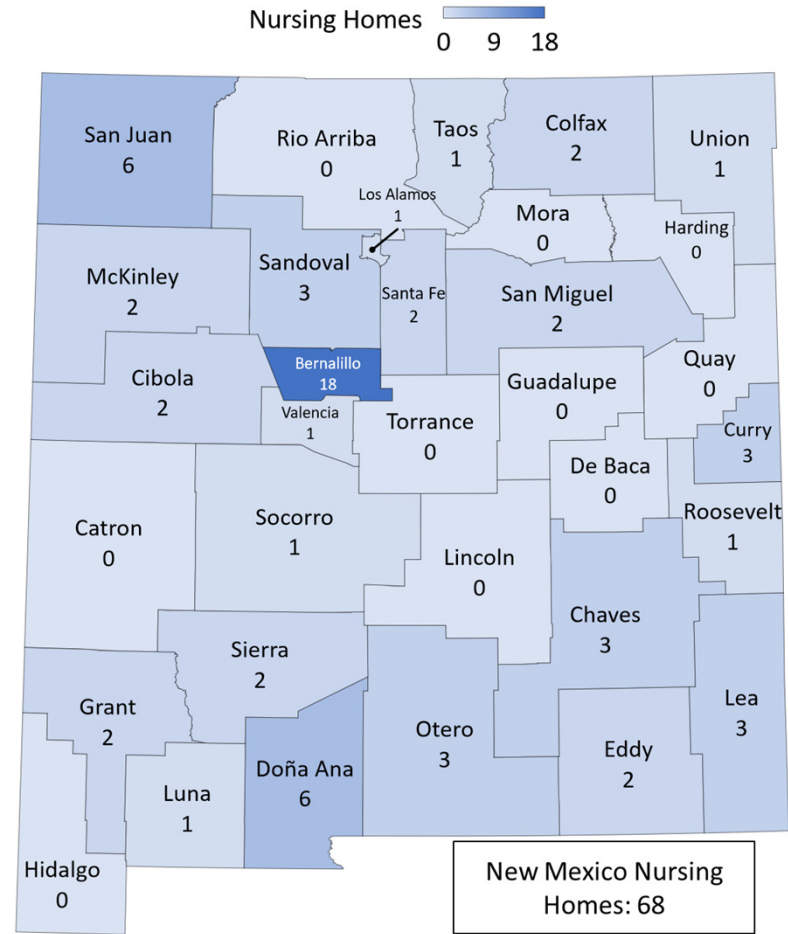 Nursing Homes
0 9 18
San Juan
6
Rio Arriba
0
Taos
1
Colfax
2
Union
1
Los Alamos
1
Mora
0
Harding
0
McKinley
2
Sandoval
3
Santa Fe
2
San Miguel
2
Cibola
2
Bernalillo
18
Valencia
1
Torrance
0
Guadalupe
0
Quay
0
Curry
3
De Baca
0
Roosevelt
1
Catron
0
Socorro
1
Lincoln
0
Chaves
3
Sierra
2
Grant
2
Lea
3
Otero
3
Eddy
2
Doña Ana
6
Luna
1
Hidalgo
0
New Mexico Nursing
Homes: 68